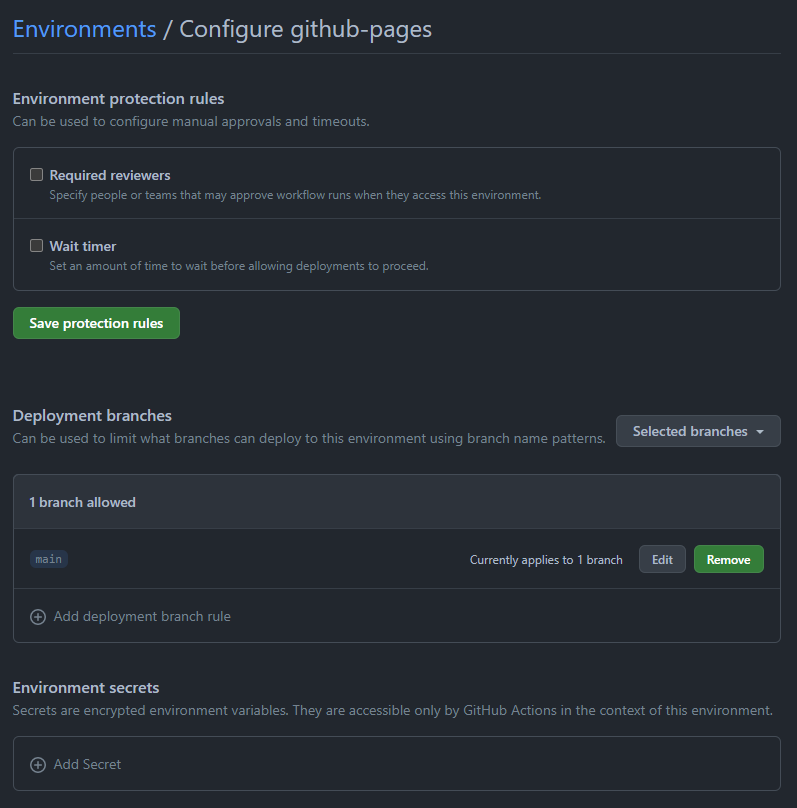 Environments / Configure github-pages
Environment protection rules
Can be used to configure manual approvals and timeouts.
Required reviewers
Specify people or teams that may approve workflow runs when they access this environment.
Wait timer
Set an amount of time to wait before allowing deployments to proceed.
Save protection rules
Deployment branches
Can be used to limit what branches can deploy to this environment using branch name patterns.
Selected branches
1 branch allowed
main
Currently applies to 1 branch
Edit
Remove
Add deployment branch rule
Environment secrets
Secrets are encrypted environment variables. They are accessible only by GitHub Actions in the context of this environment.
Add Secret